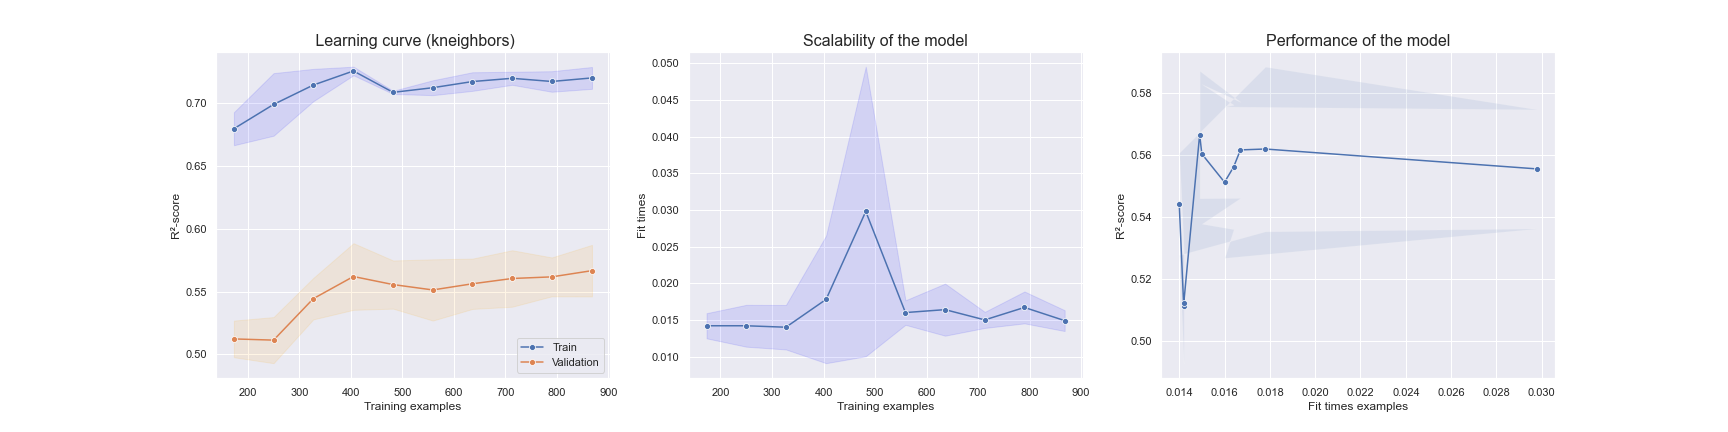 Learning curve (kneighbors)
R²-score
0.70
0.65
0.60
0.55
0.50
200 300 400 500 600 700 800 900
Training examples
Train
Validation
Scalability of the model
Fit times
0.050
0.045
0.040
0.035
0.030
0.025
0.020
0.015
0.010
200 300 400 500 600 700 800 900
Training examples
Performance of the model
R²-score
0.58
0.56
0.54
0.52
0.50
0.014 0.016 0.018 0.020 0.022 0.024 0.026 0.028 0.030
Fit times examples